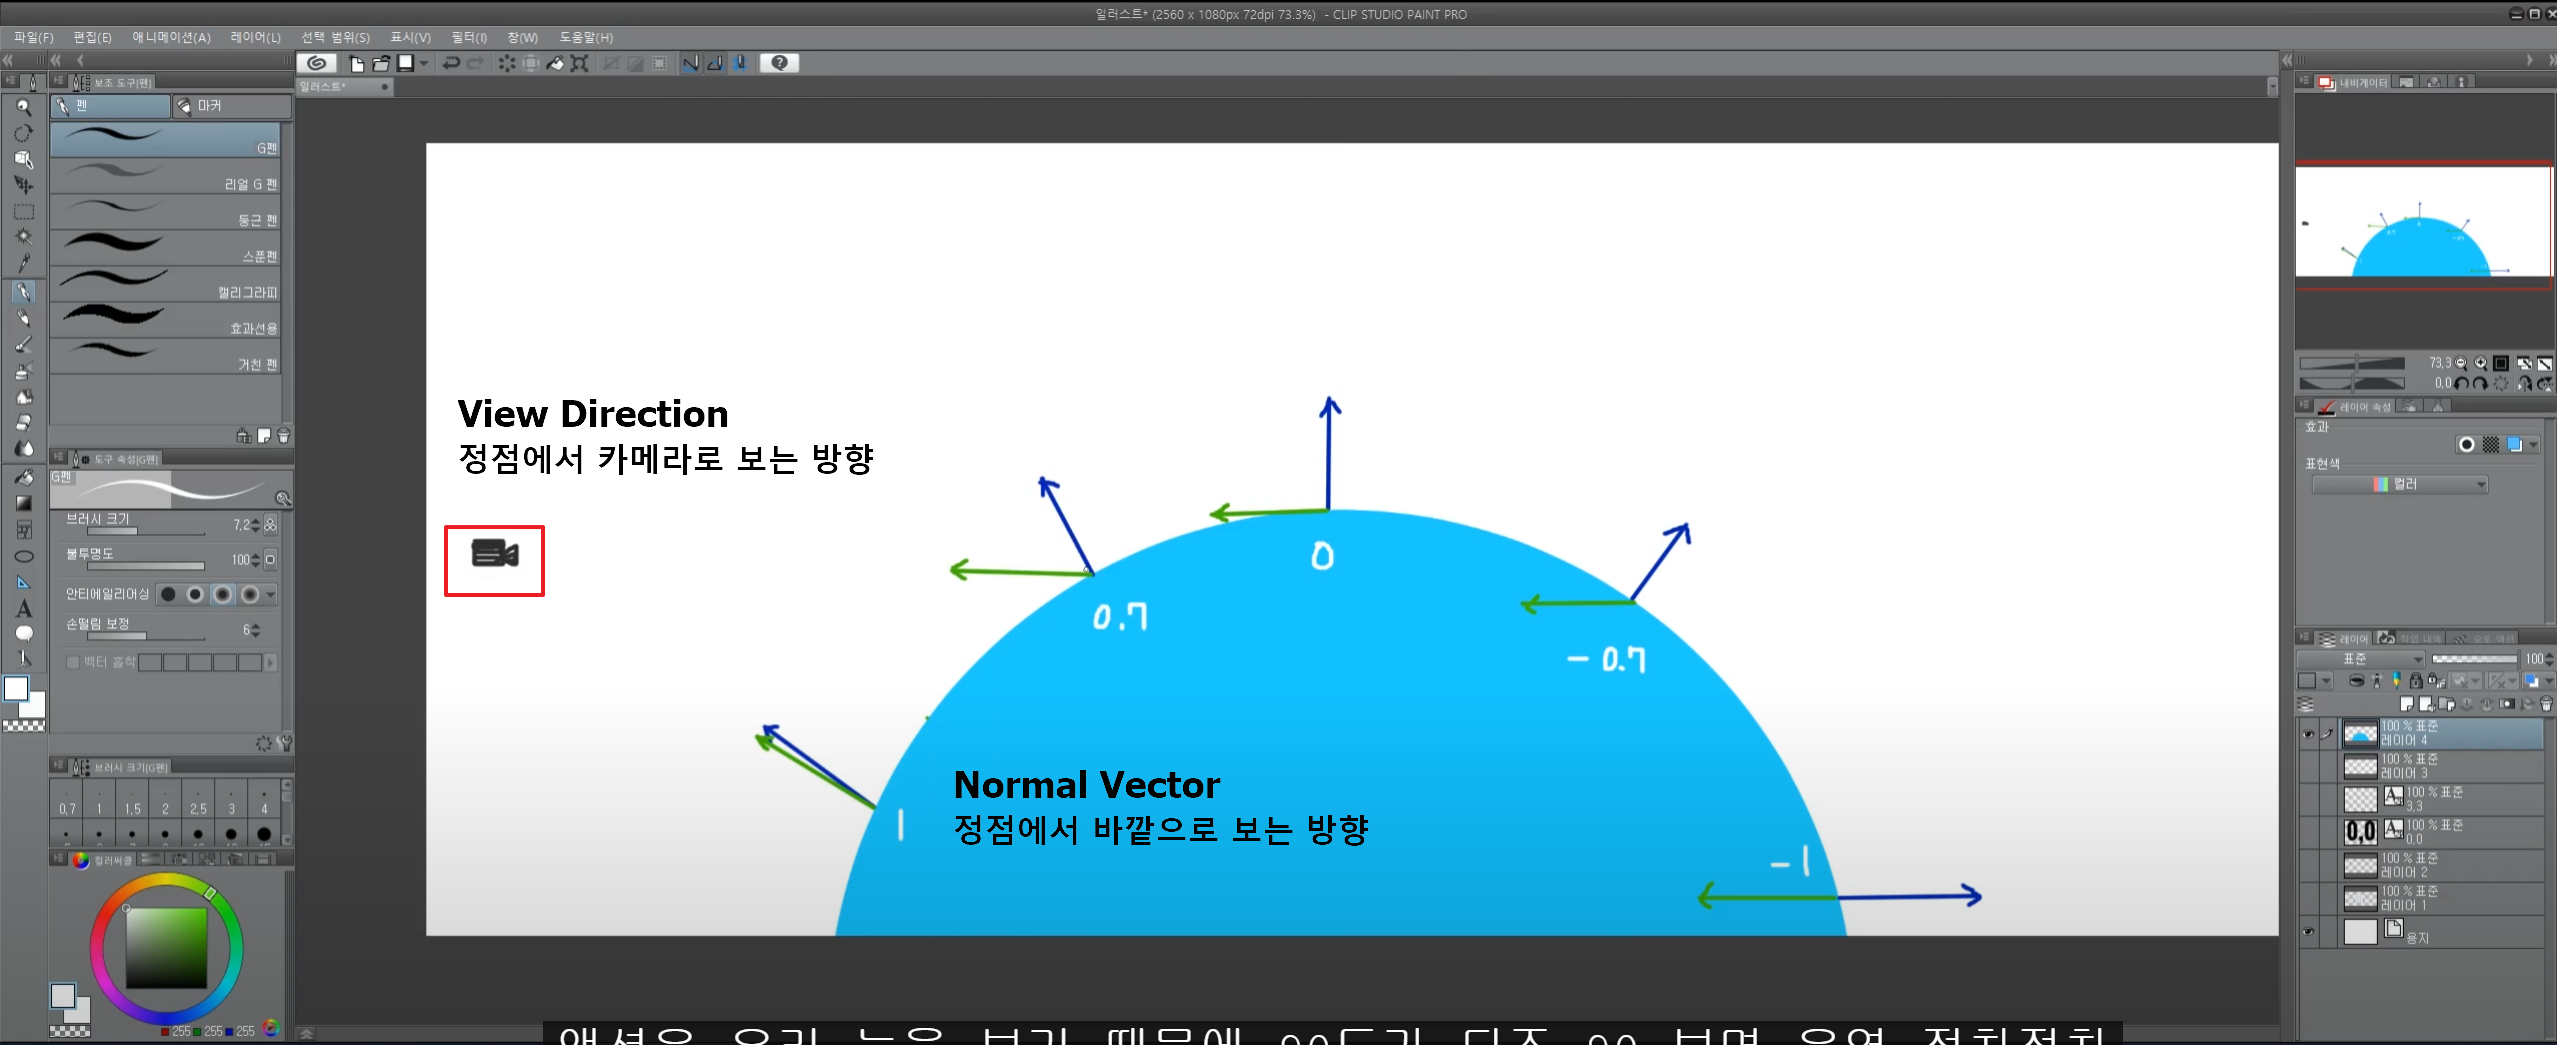 일러스트* (2560 x 1080px 72dpi 73.3%) - CLIP STUDIO PAINT PRO
파일(F) 편집(E) 애니메이션(A) 레이어(L) 선택 범위(S) 표시(V) 필터(I) 창(W) 도움말(H)
보조 도구[펜]
일러스트*
내비게이터
펜 마커
G펜
리얼 G 펜
둥근 펜
스푼펜
캘리그라피
효과선용
거친 펜
도구 속성[G펜]
G펜
브러시 크기 7.2
불투명도 100
안티에일리어싱
손떨림 보정 6
벡터 흡착
브러시 크기[G펜]
0.7 1 1.5 2 2.5 3 4
컬러써클
255 255 255
View Direction
정점에서 카메라로 보는 방향
0
0.7
-0.7
1
-1
Normal Vector
정점에서 바깥으로 보는 방향
73.3
0.0
레이어 속성
효과
표현색
컬러
레이어 작업 내역 오토 액션
표준 100
100 % 표준
레이어 4
100 % 표준
레이어 3
100 % 표준
3.3
0,0 100 % 표준
0.0
100 % 표준
레이어 2
100 % 표준
레이어 1
용지